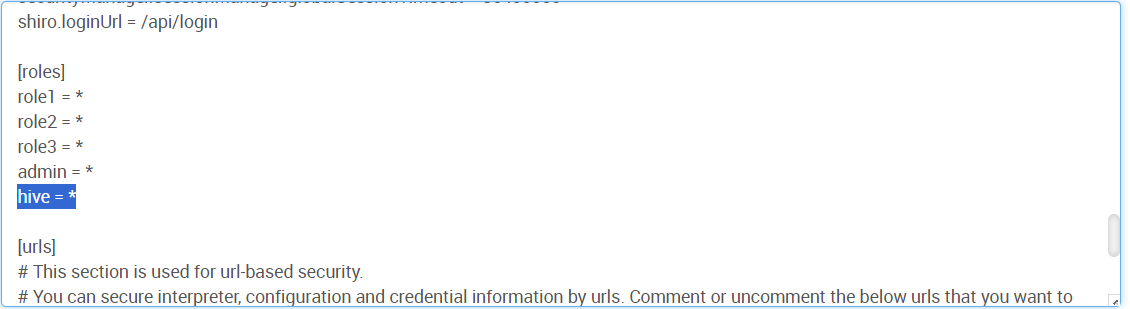 shiro.loginUrl = /api/login
[roles]
role1 = *
role2 = *
role3 = *
admin = *
hive = *
[urls]
# This section is used for url-based security.
# You can secure interpreter, configuration and credential information by urls. Comment or uncomment the below urls that you want to